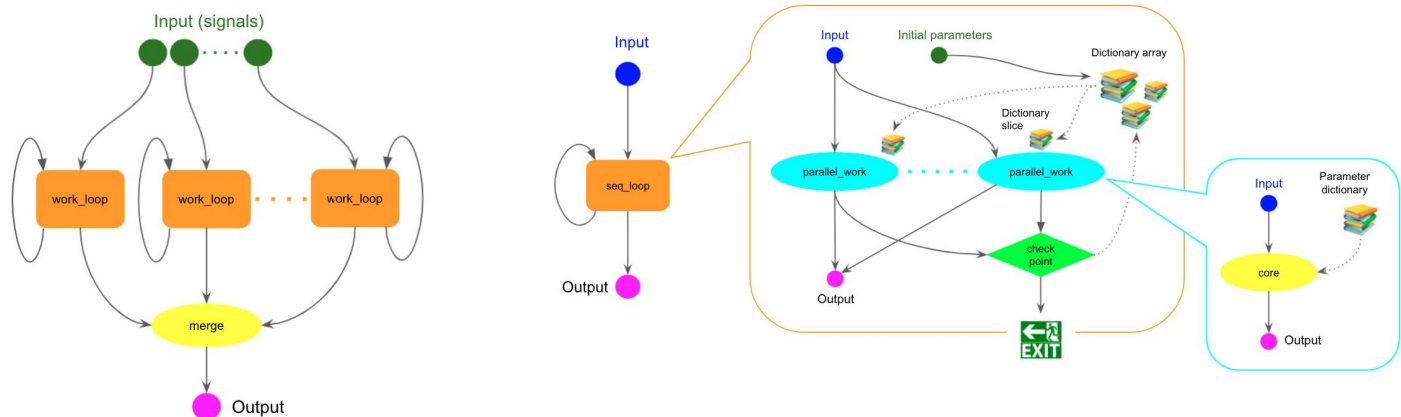 Input (signals)
work_loop
work_loop
work_loop
merge
Output
Input
seq_loop
Output
Input
Initial parameters
Dictionary array
Dictionary
slice
parallel_work
parallel_work
check
point
Output
EXIT
Input
Parameter
dictionary
core
Output